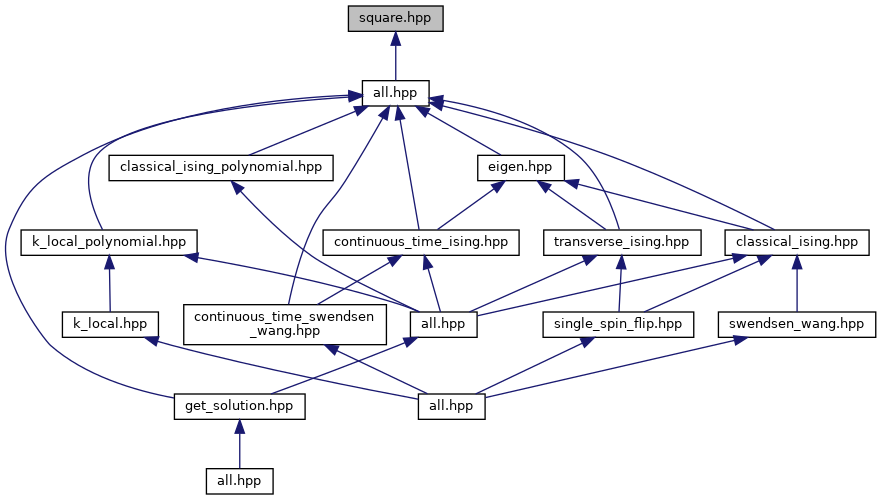 square.hpp
all.hpp
classical_ising_polynomial.hpp
eigen.hpp
k_local_polynomial.hpp
continuous_time_ising.hpp
transverse_ising.hpp
classical_ising.hpp
k_local.hpp
continuous_time_swendsen
_wang.hpp
all.hpp
single_spin_flip.hpp
swendsen_wang.hpp
get_solution.hpp
all.hpp
all.hpp